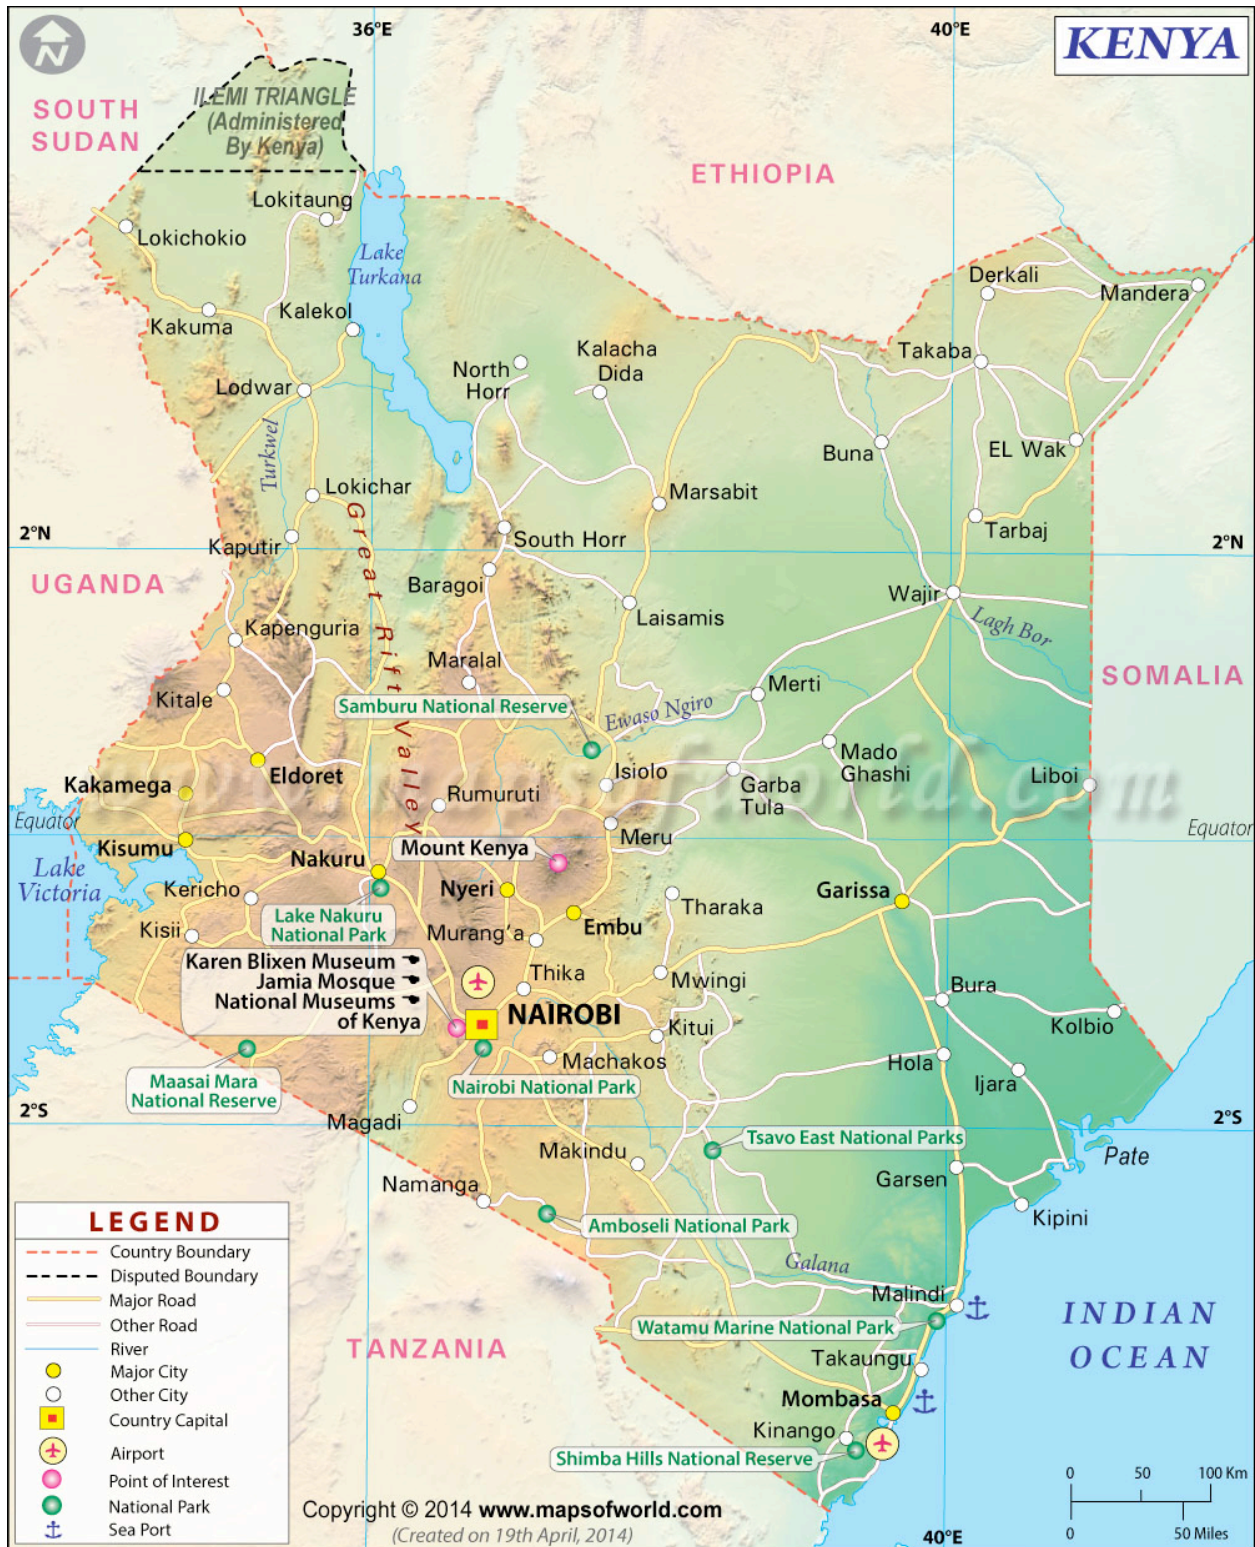 KENYA
36°E
40°E
N
SOUTH
SUDAN
ILEMI TRIANGLE
(Administered
By Kenya)
ETHIOPIA
Lokitaung
Lokichokio
Lake
Turkana
Derkali
Mandera
Kakuma
Kalekol
North
Horr
Kalacha
Dida
Takaba
Lodwar
Turkwel
Buna
EL Wak
Lokichar
Marsabit
Great Rift Valley
Tarbaj
2°N
Kaputir
South Horr
2°N
UGANDA
Baragoi
Wajir
Laisamis
Lagh Bor
Kapenguria
Maralal
SOMALIA
Kitale
Samburu National Reserve
Ewaso Ngiro
Merti
Eldoret
Isiolo
Mado
Ghashi
Kakamega
www.mapsofworld.com
Rumuruti
Garba
Tula
Liboi
Equator
Equator
Kisumu
Meru
Mount Kenya
Lake
Victoria
Nakuru
Kericho
Nyeri
Garissa
Tharaka
Lake Nakuru
National Park
Embu
Kisii
Murang'a
Karen Blixen Museum
Jamia Mosque
National Museums
of Kenya
Thika
Mwingi
Bura
NAIROBI
Kitui
Kolbio
Machakos
Hola
Ijara
Maasai Mara
National Reserve
Nairobi National Park
2°S
Magadi
2°S
Tsavo East National Parks
Pate
Makindu
Garsen
Namanga
Kipini
Amboseli National Park
Galana
Malindi
Watamu Marine National Park
INDIAN
OCEAN
TANZANIA
Takaungu
Mombasa
Kinango
Shimba Hills National Reserve
LEGEND
Country Boundary
Disputed Boundary
Major Road
Other Road
River
Major City
Other City
Country Capital
Airport
Point of Interest
National Park
Sea Port
0 50 100 Km
0 50 Miles
Copyright © 2014 www.mapsofworld.com
(Created on 19th April, 2014)
40°E